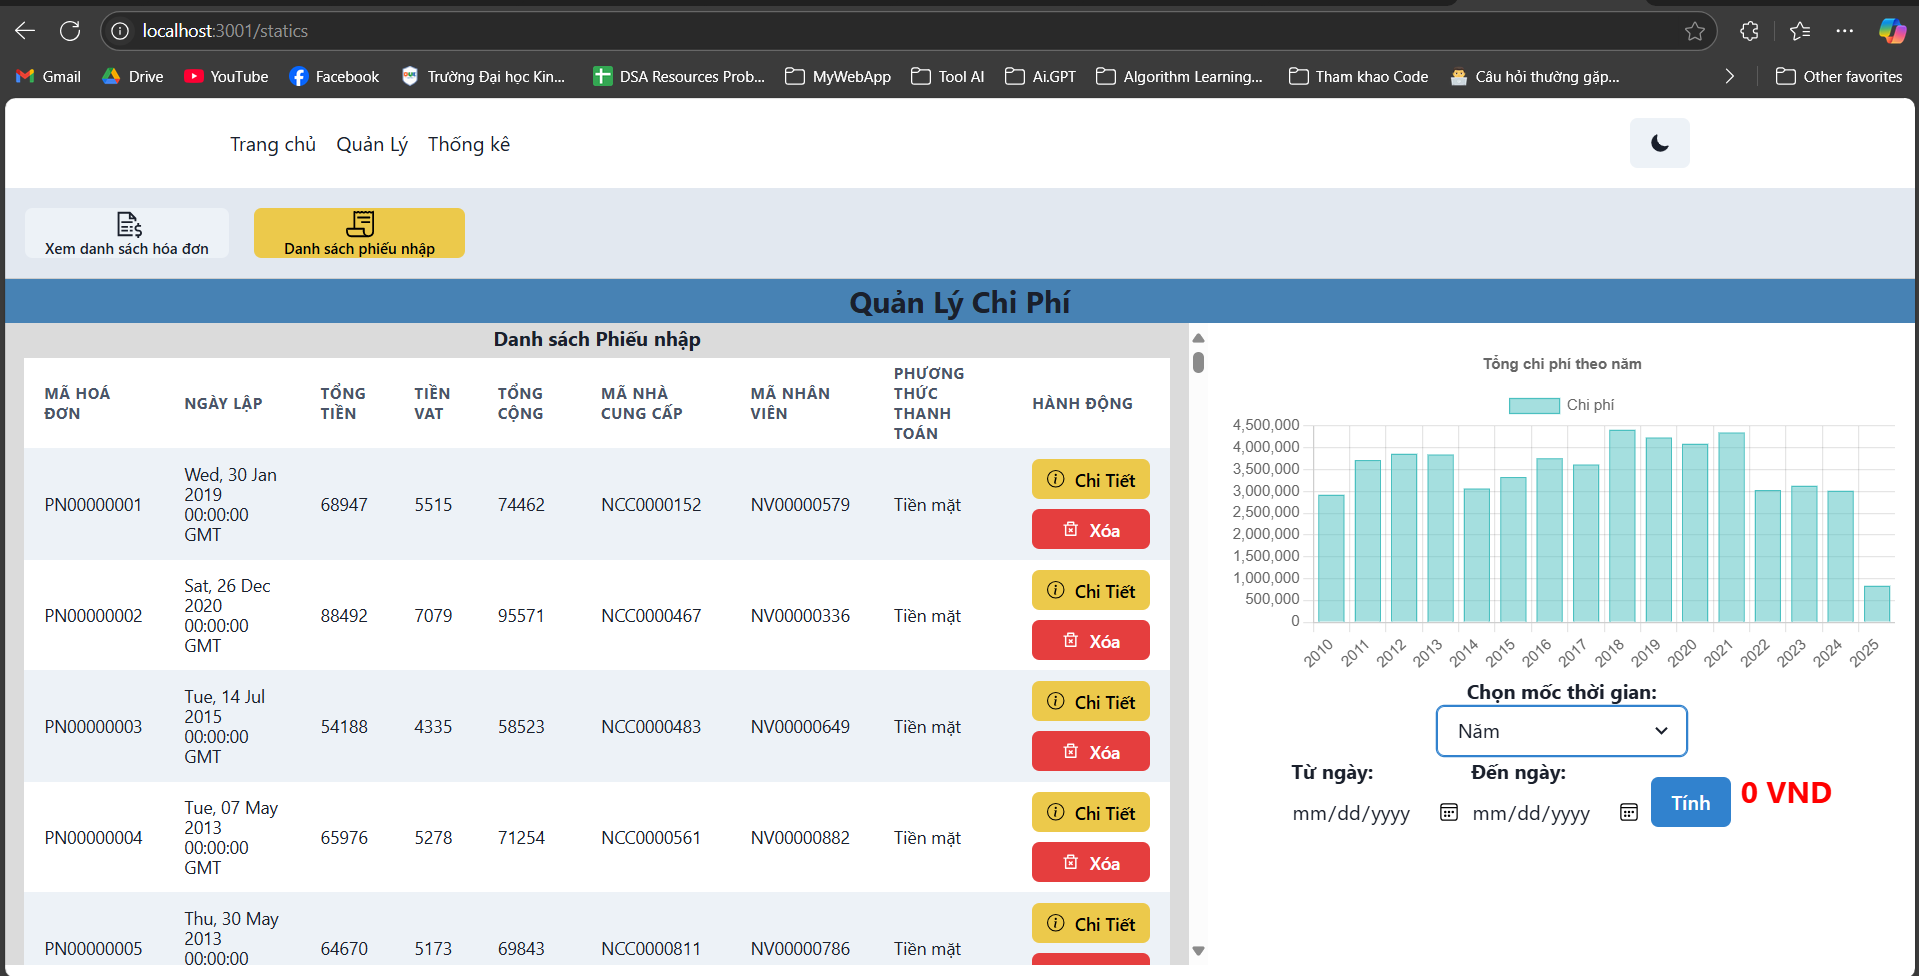 localhost:3001/statics
Gmail Drive YouTube Facebook Trường Đại học Kin... DSA Resources Prob... MyWebApp Tool AI Ai.GPT Algorithm Learning... Tham khao Code Câu hỏi thường gặp... Other favorites
Trang chủ Quản Lý Thống kê
Xem danh sách hóa đơn
Danh sách phiếu nhập
Quản Lý Chi Phí
Danh sách Phiếu nhập
MÃ HOÁ ĐƠN NGÀY LẬP TỔNG TIỀN TIỀN VAT TỔNG CỘNG MÃ NHÀ CUNG CẤP MÃ NHÂN VIÊN PHƯƠNG THỨC THANH TOÁN HÀNH ĐỘNG
PN00000001 Wed, 30 Jan 2019 00:00:00 GMT 68947 5515 74462 NCC0000152 NV00000579 Tiền mặt Chi Tiết Xóa
PN00000002 Sat, 26 Dec 2020 00:00:00 GMT 88492 7079 95571 NCC0000467 NV00000336 Tiền mặt Chi Tiết Xóa
PN00000003 Tue, 14 Jul 2015 00:00:00 GMT 54188 4335 58523 NCC0000483 NV00000649 Tiền mặt Chi Tiết Xóa
PN00000004 Tue, 07 May 2013 00:00:00 GMT 65976 5278 71254 NCC0000561 NV00000882 Tiền mặt Chi Tiết Xóa
PN00000005 Thu, 30 May 2013 00:00:00 64670 5173 69843 NCC0000811 NV00000786 Tiền mặt Chi Tiết
Tổng chi phí theo năm
Chi phí
4,500,000
4,000,000
3,500,000
3,000,000
2,500,000
2,000,000
1,500,000
1,000,000
500,000
0
2010 2011 2012 2013 2014 2015 2016 2017 2018 2019 2020 2021 2022 2023 2024 2025
Chọn mốc thời gian:
Năm
Từ ngày: Đến ngày:
mm/dd/yyyy mm/dd/yyyy Tính 0 VND